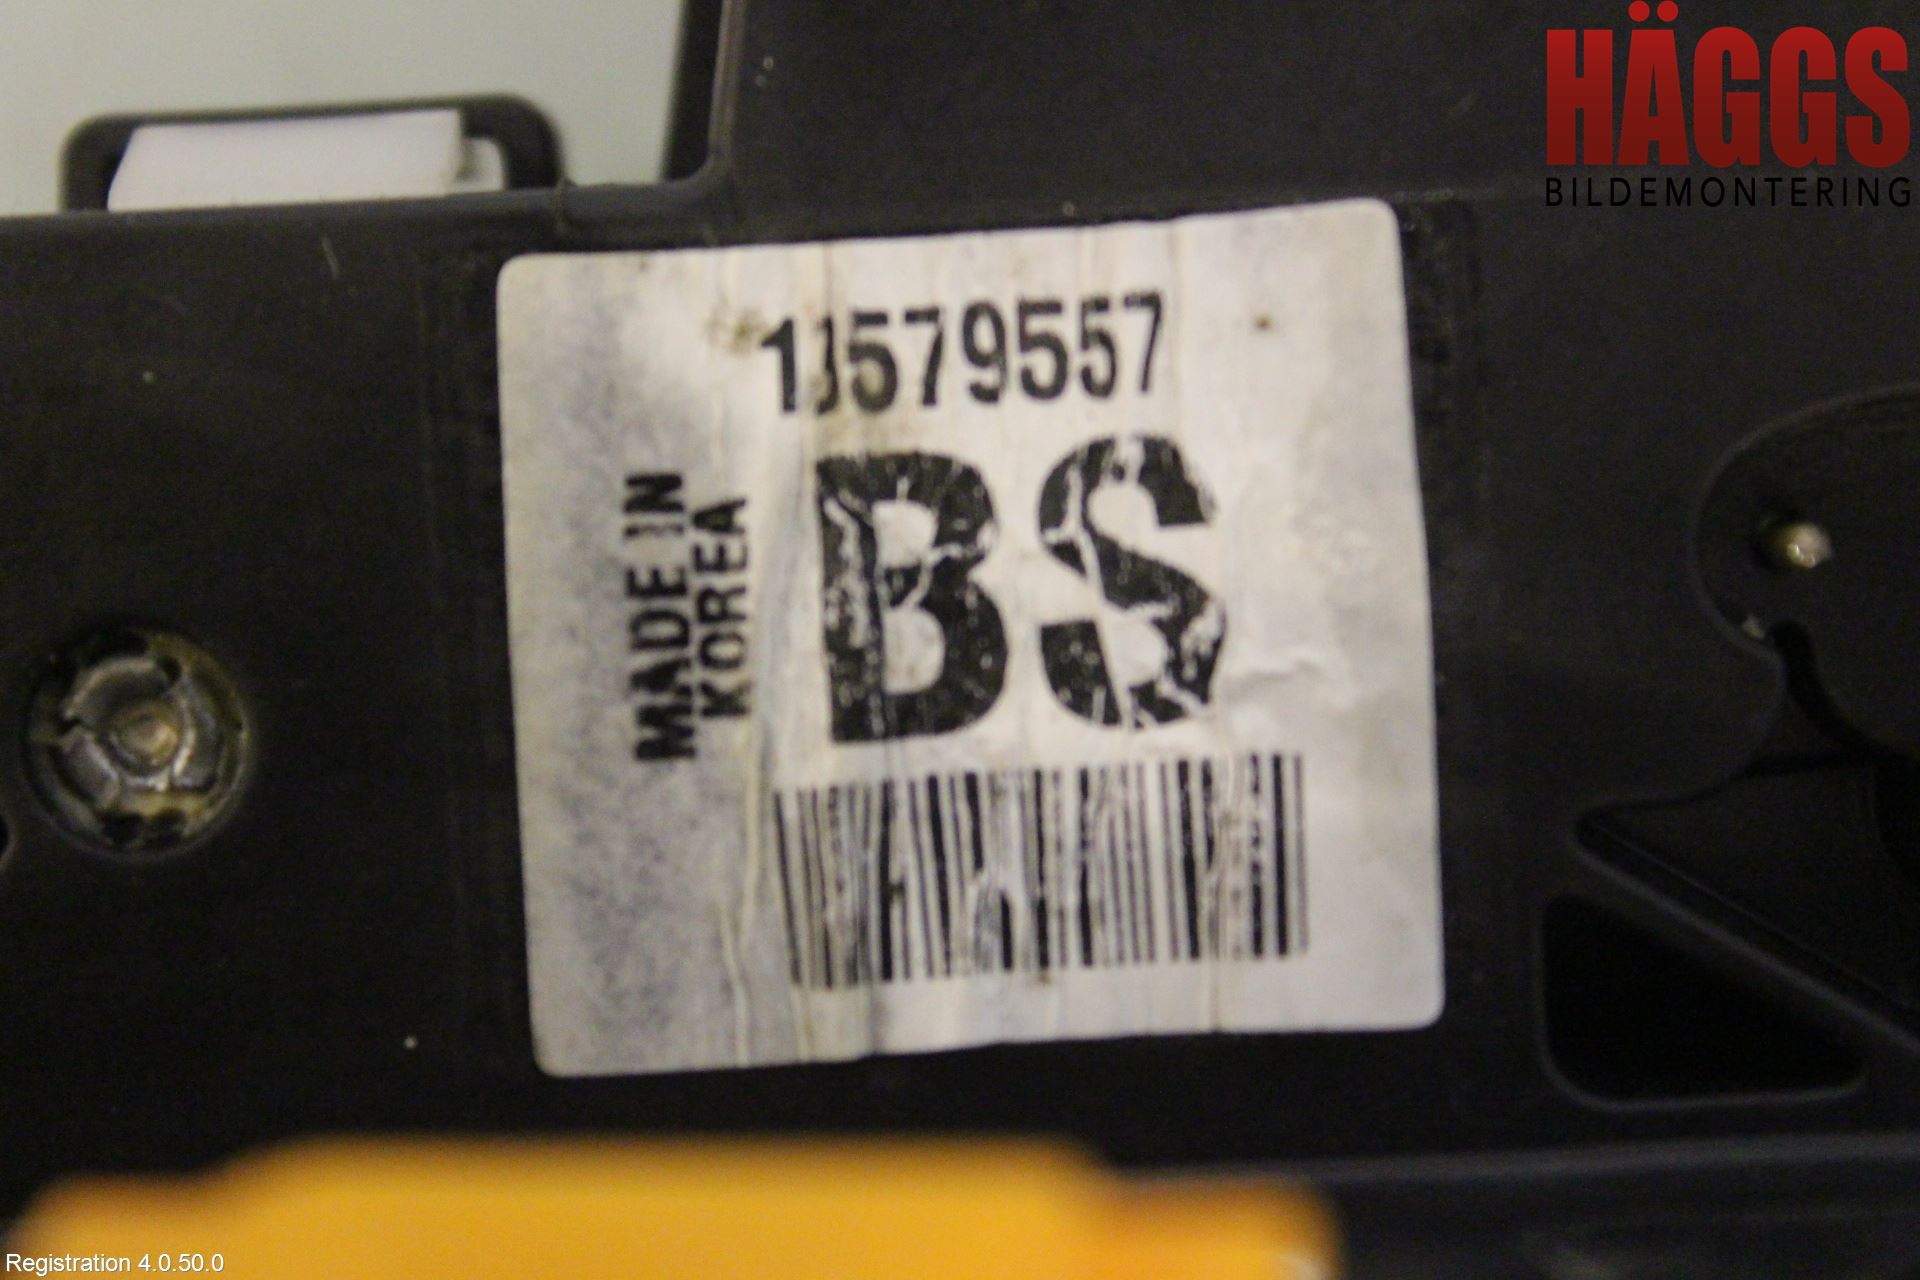 HÄGGS
BILDEMONTERING
13579557
MADE IN
KOREA
BS
Registration 4.0.50.0